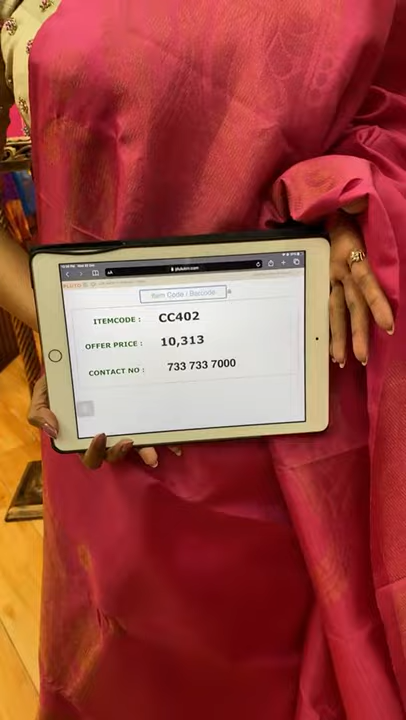 Item Code / Barcode
ITEMCODE : CC402
OFFER PRICE : 10,313
CONTACT NO : 733 733 7000